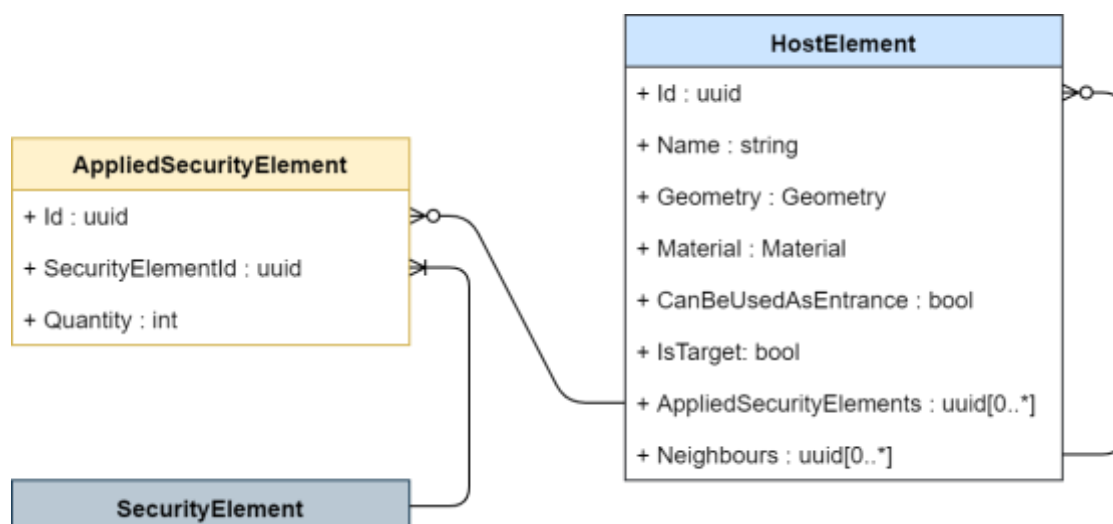 HostElement
+ Id : uuid
+ Name : string
+ Geometry : Geometry
+ Material : Material
+ CanBeUsedAsEntrance : bool
+ IsTarget: bool
+ AppliedSecurityElements : uuid[0..*]
+ Neighbours : uuid[0..*]
AppliedSecurityElement
+ Id : uuid
+ SecurityElementId : uuid
+ Quantity : int
SecurityElement